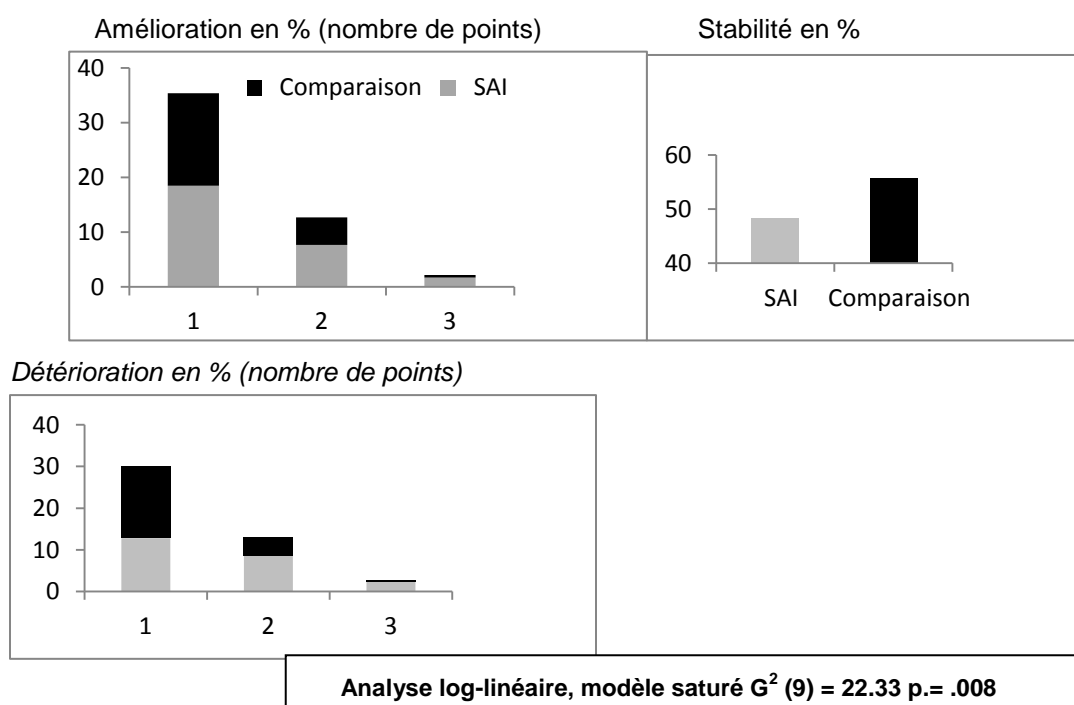 Amélioration en % (nombre de points)
Stabilité en %
40
30
20
10
0
Comparaison SAI
1 2 3
60
50
40
SAI Comparaison
Détérioration en % (nombre de points)
40
30
20
10
0
1 2 3
Analyse log-linéaire, modèle saturé G² (9) = 22.33 p.= .008